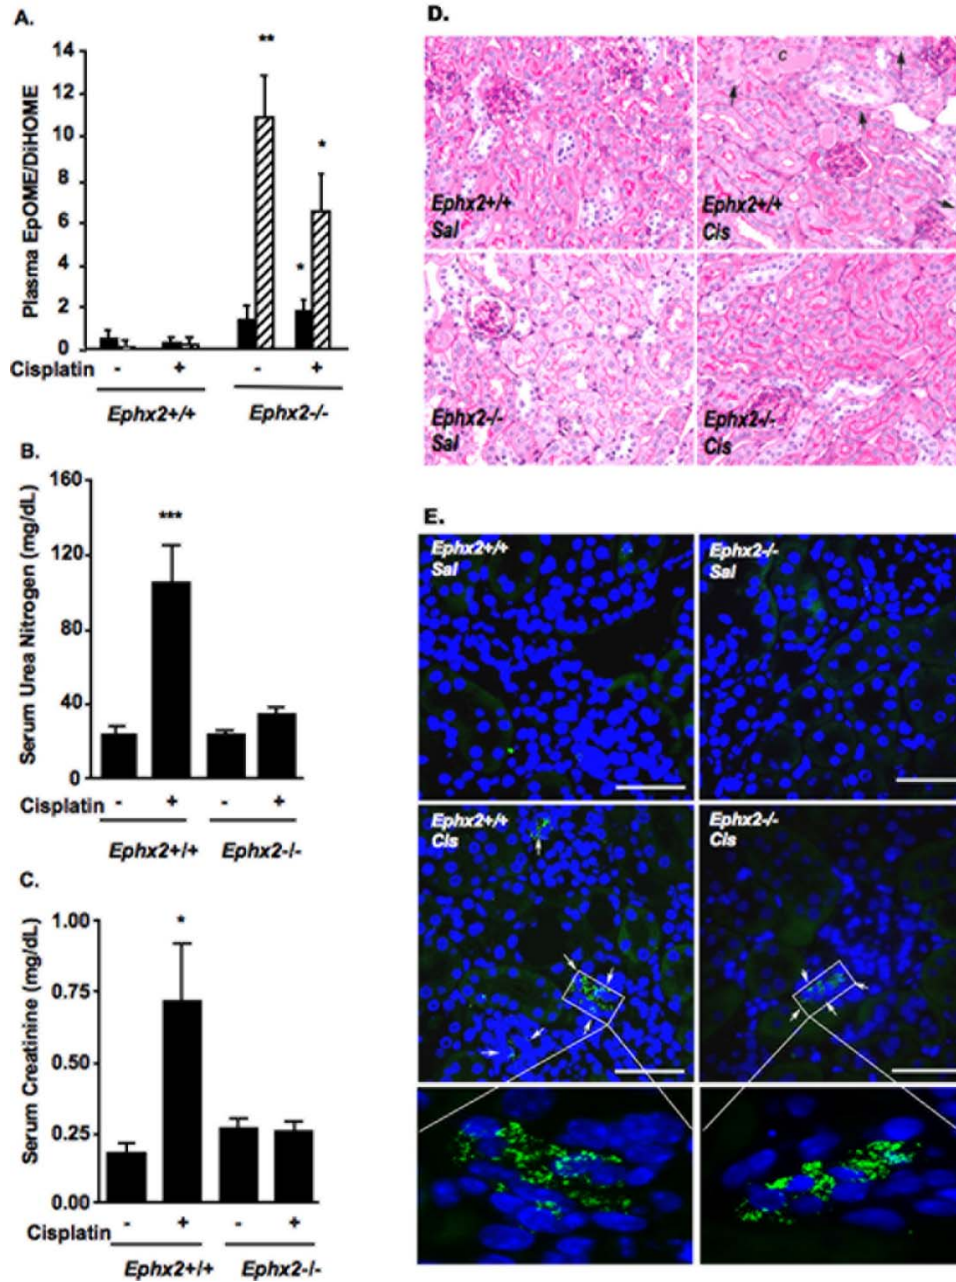 A.
Plasma EpOME/DiHOME
14
12
10
8
6
4
2
0
**
*
*
Cisplatin - + - +
Ephx2+/+ Ephx2-/-
B.
Serum Urea Nitrogen (mg/dL)
160
120
80
40
0
***
Cisplatin - + - +
Ephx2+/+ Ephx2-/-
C.
Serum Creatinine (mg/dL)
1.00
0.75
0.50
0.25
0.00
*
Cisplatin - + - +
Ephx2+/+ Ephx2-/-
D.
Ephx2+/+
Sal
C
Ephx2+/+
Cis
Ephx2-/-
Sal
Ephx2-/-
Cis
E.
Ephx2+/+
Sal
Ephx2-/-
Sal
Ephx2+/+
Cis
Ephx2-/-
Cis